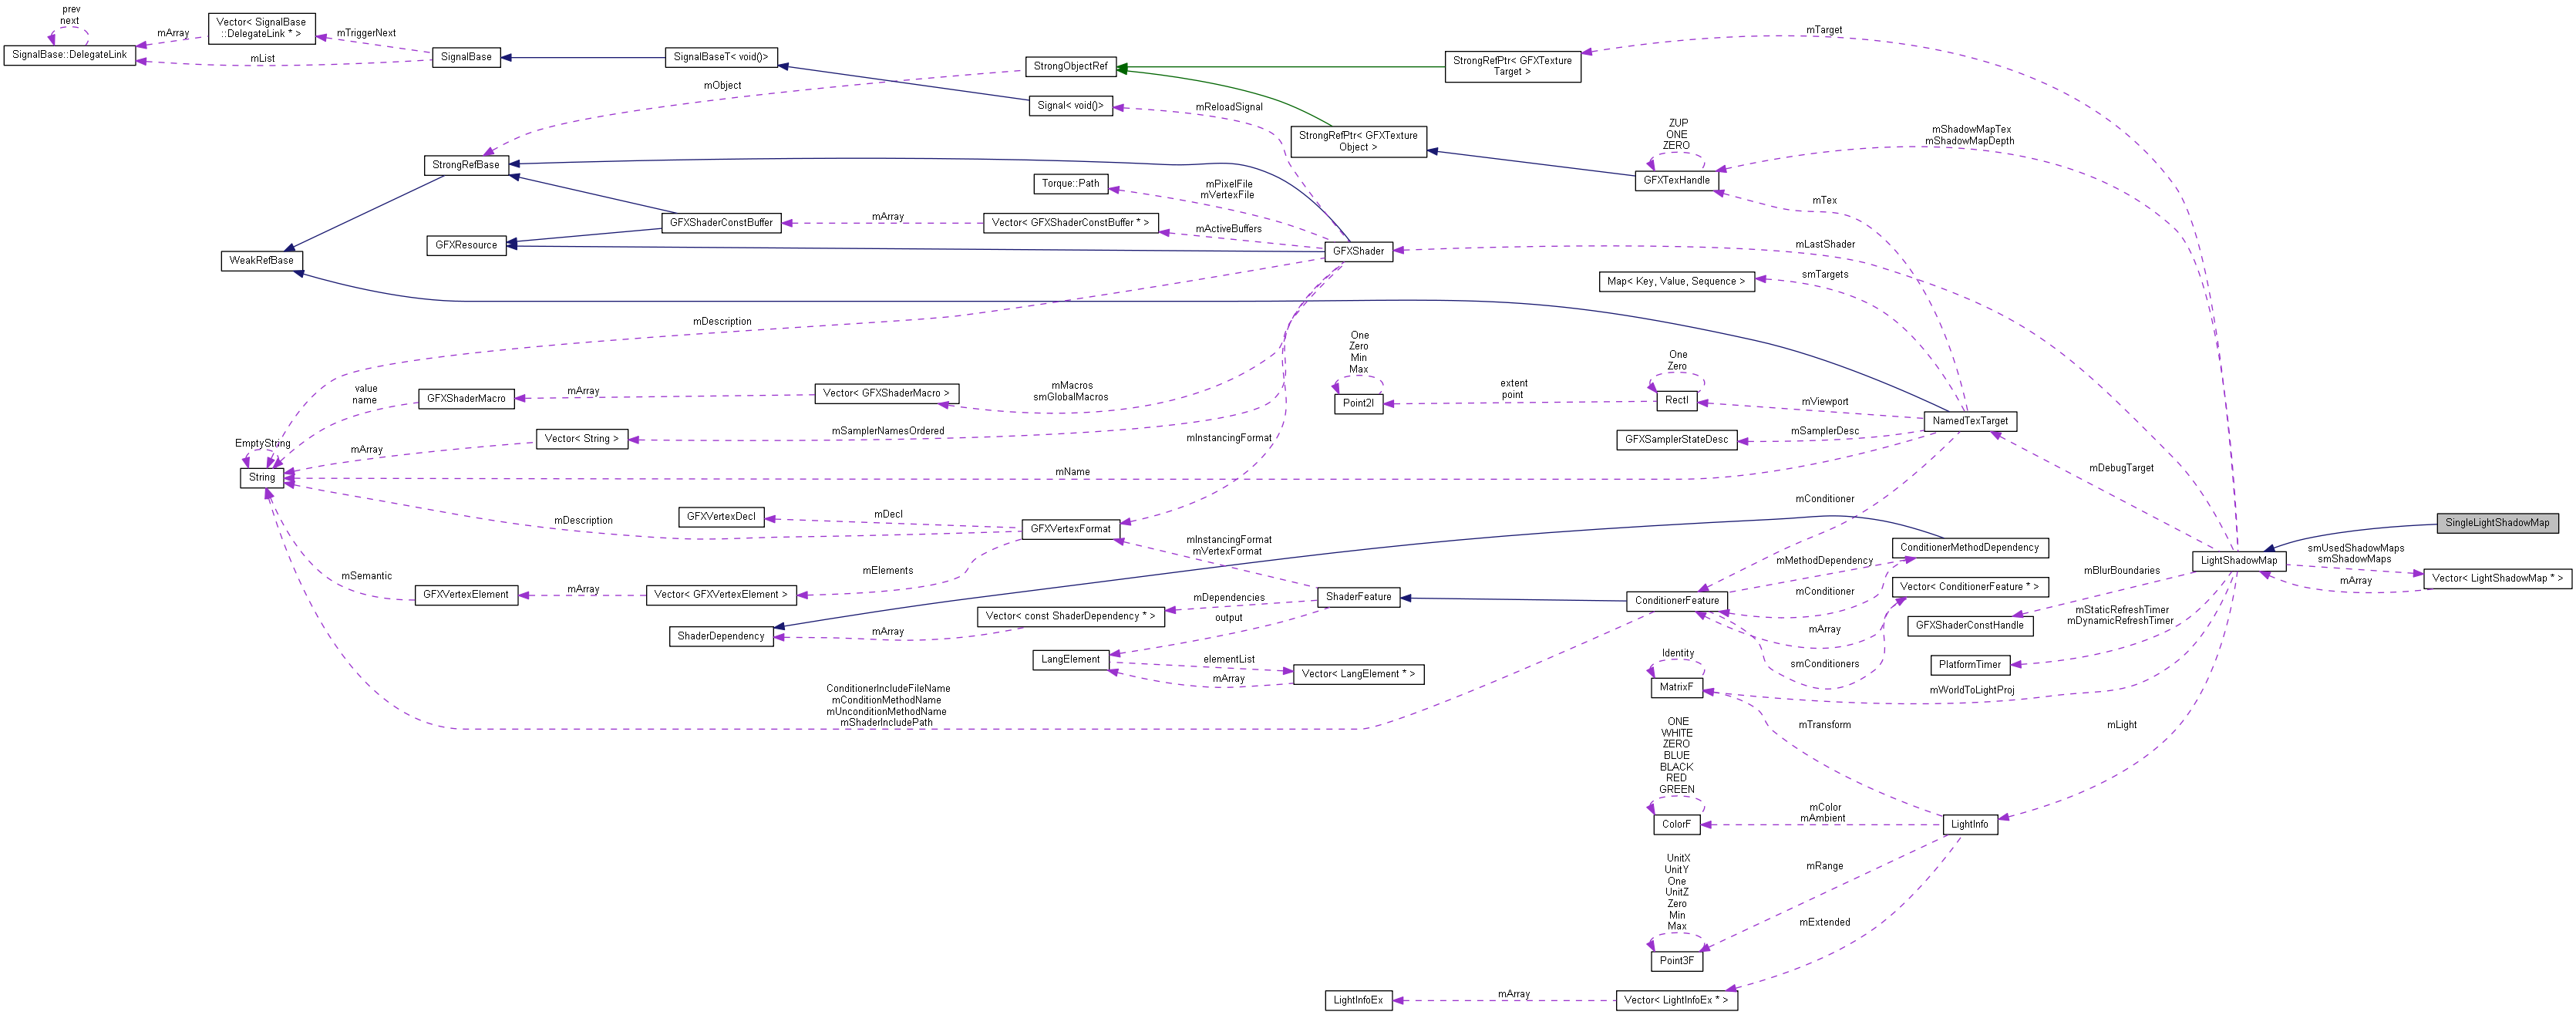 prev
next
Vector< SignalBase
::DelegateLink * >
mArray
mTriggerNext
SignalBase::DelegateLink
mList
SignalBase
SignalBaseT< void()>
StrongObjectRef
StrongRefPtr< GFXTexture
Target >
mTarget
mObject
Signal< void()>
mReloadSignal
StrongRefPtr< GFXTexture
Object >
ZUP
ONE
ZERO
mShadowMapTex
mShadowMapDepth
StrongRefBase
Torque::Path
mPixelFile
mVertexFile
GFXTexHandle
mTex
GFXShaderConstBuffer
mArray
Vector< GFXShaderConstBuffer * >
mActiveBuffers
GFXResource
WeakRefBase
GFXShader
mLastShader
Map< Key, Value, Sequence >
smTargets
mDescription
One
Zero
Min
Max
One
Zero
value
name
GFXShaderMacro
mArray
Vector< GFXShaderMacro >
mMacros
smGlobalMacros
Point2I
extent
point
RectI
mViewport
NamedTexTarget
EmptyString
mArray
Vector< String >
mSamplerNamesOrdered
mInstancingFormat
GFXSamplerStateDesc
mSamplerDesc
String
mName
mDebugTarget
mConditioner
mDescription
GFXVertexDecl
mDecl
GFXVertexFormat
SingleLightShadowMap
mInstancingFormat
mVertexFormat
ConditionerMethodDependency
mMethodDependency
LightShadowMap
smUsedShadowMaps
smShadowMaps
mArray
Vector< LightShadowMap * >
mSemantic
GFXVertexElement
mArray
Vector< GFXVertexElement >
mElements
mDependencies
ShaderFeature
ConditionerFeature
mConditioner
Vector< ConditionerFeature * >
mBlurBoundaries
ShaderDependency
mArray
Vector< const ShaderDependency * >
output
mArray
GFXShaderConstHandle
mStaticRefreshTimer
mDynamicRefreshTimer
LangElement
elementList
mArray
Vector< LangElement * >
smConditioners
PlatformTimer
Identity
MatrixF
mWorldToLightProj
ConditionerIncludeFileName
mConditionMethodName
mUnconditionMethodName
mShaderIncludePath
mTransform
mLight
ONE
WHITE
ZERO
BLUE
BLACK
RED
GREEN
ColorF
mColor
mAmbient
LightInfo
UnitX
UnitY
One
UnitZ
Zero
Min
Max
mRange
Point3F
mExtended
LightInfoEx
mArray
Vector< LightInfoEx * >